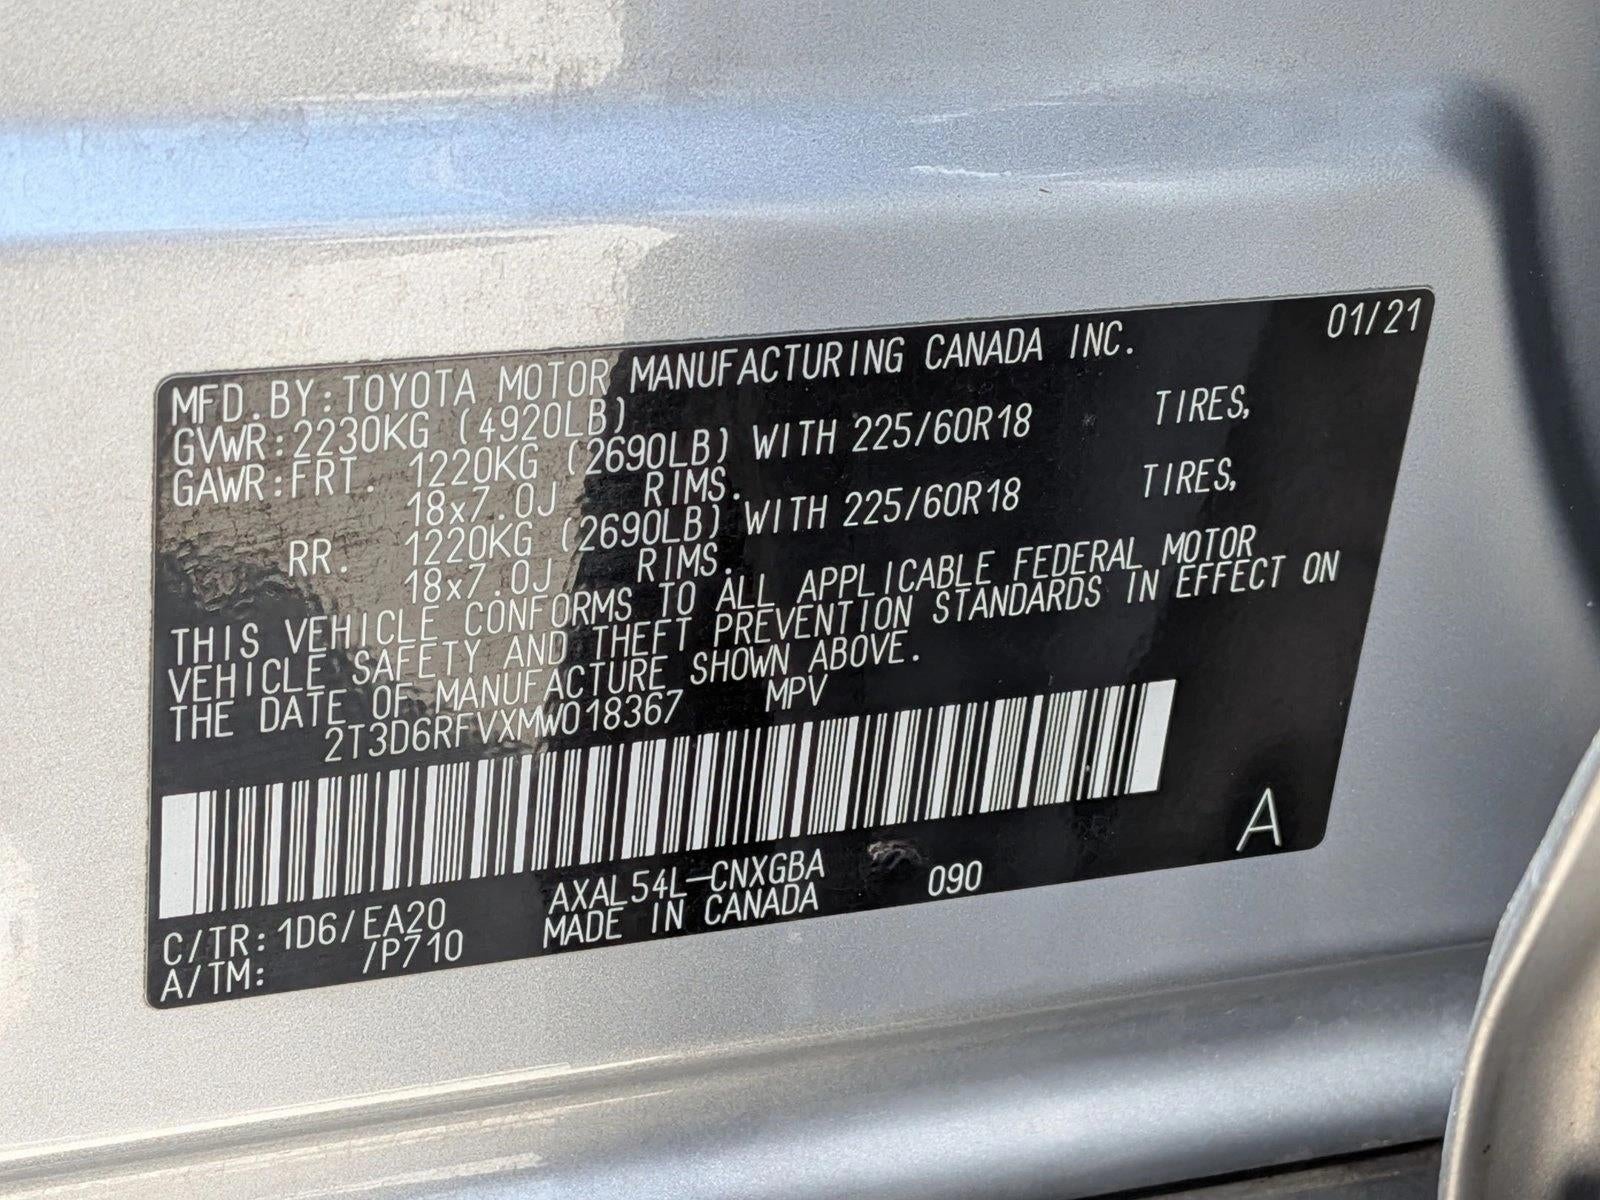 01/21
MFD.BY:TOYOTA MOTOR MANUFACTURING CANADA INC.
GVWR:2230KG (4920LB)
GAWR:FRT. 1220KG (2690LB) WITH 225/60R18 TIRES,
18x7.0J RIMS.
RR. 1220KG (2690LB) WITH 225/60R18 TIRES,
18x7.0J RIMS.
THIS VEHICLE CONFORMS TO ALL APPLICABLE FEDERAL MOTOR
VEHICLE SAFETY AND THEFT PREVENTION STANDARDS IN EFFECT ON
THE DATE OF MANUFACTURE SHOWN ABOVE.
2T3D6RFVXMW018367 MPV
A
C/TR:1D6/EA20 AXAL54L-CNXGBA 090
A/TM: /P710 MADE IN CANADA